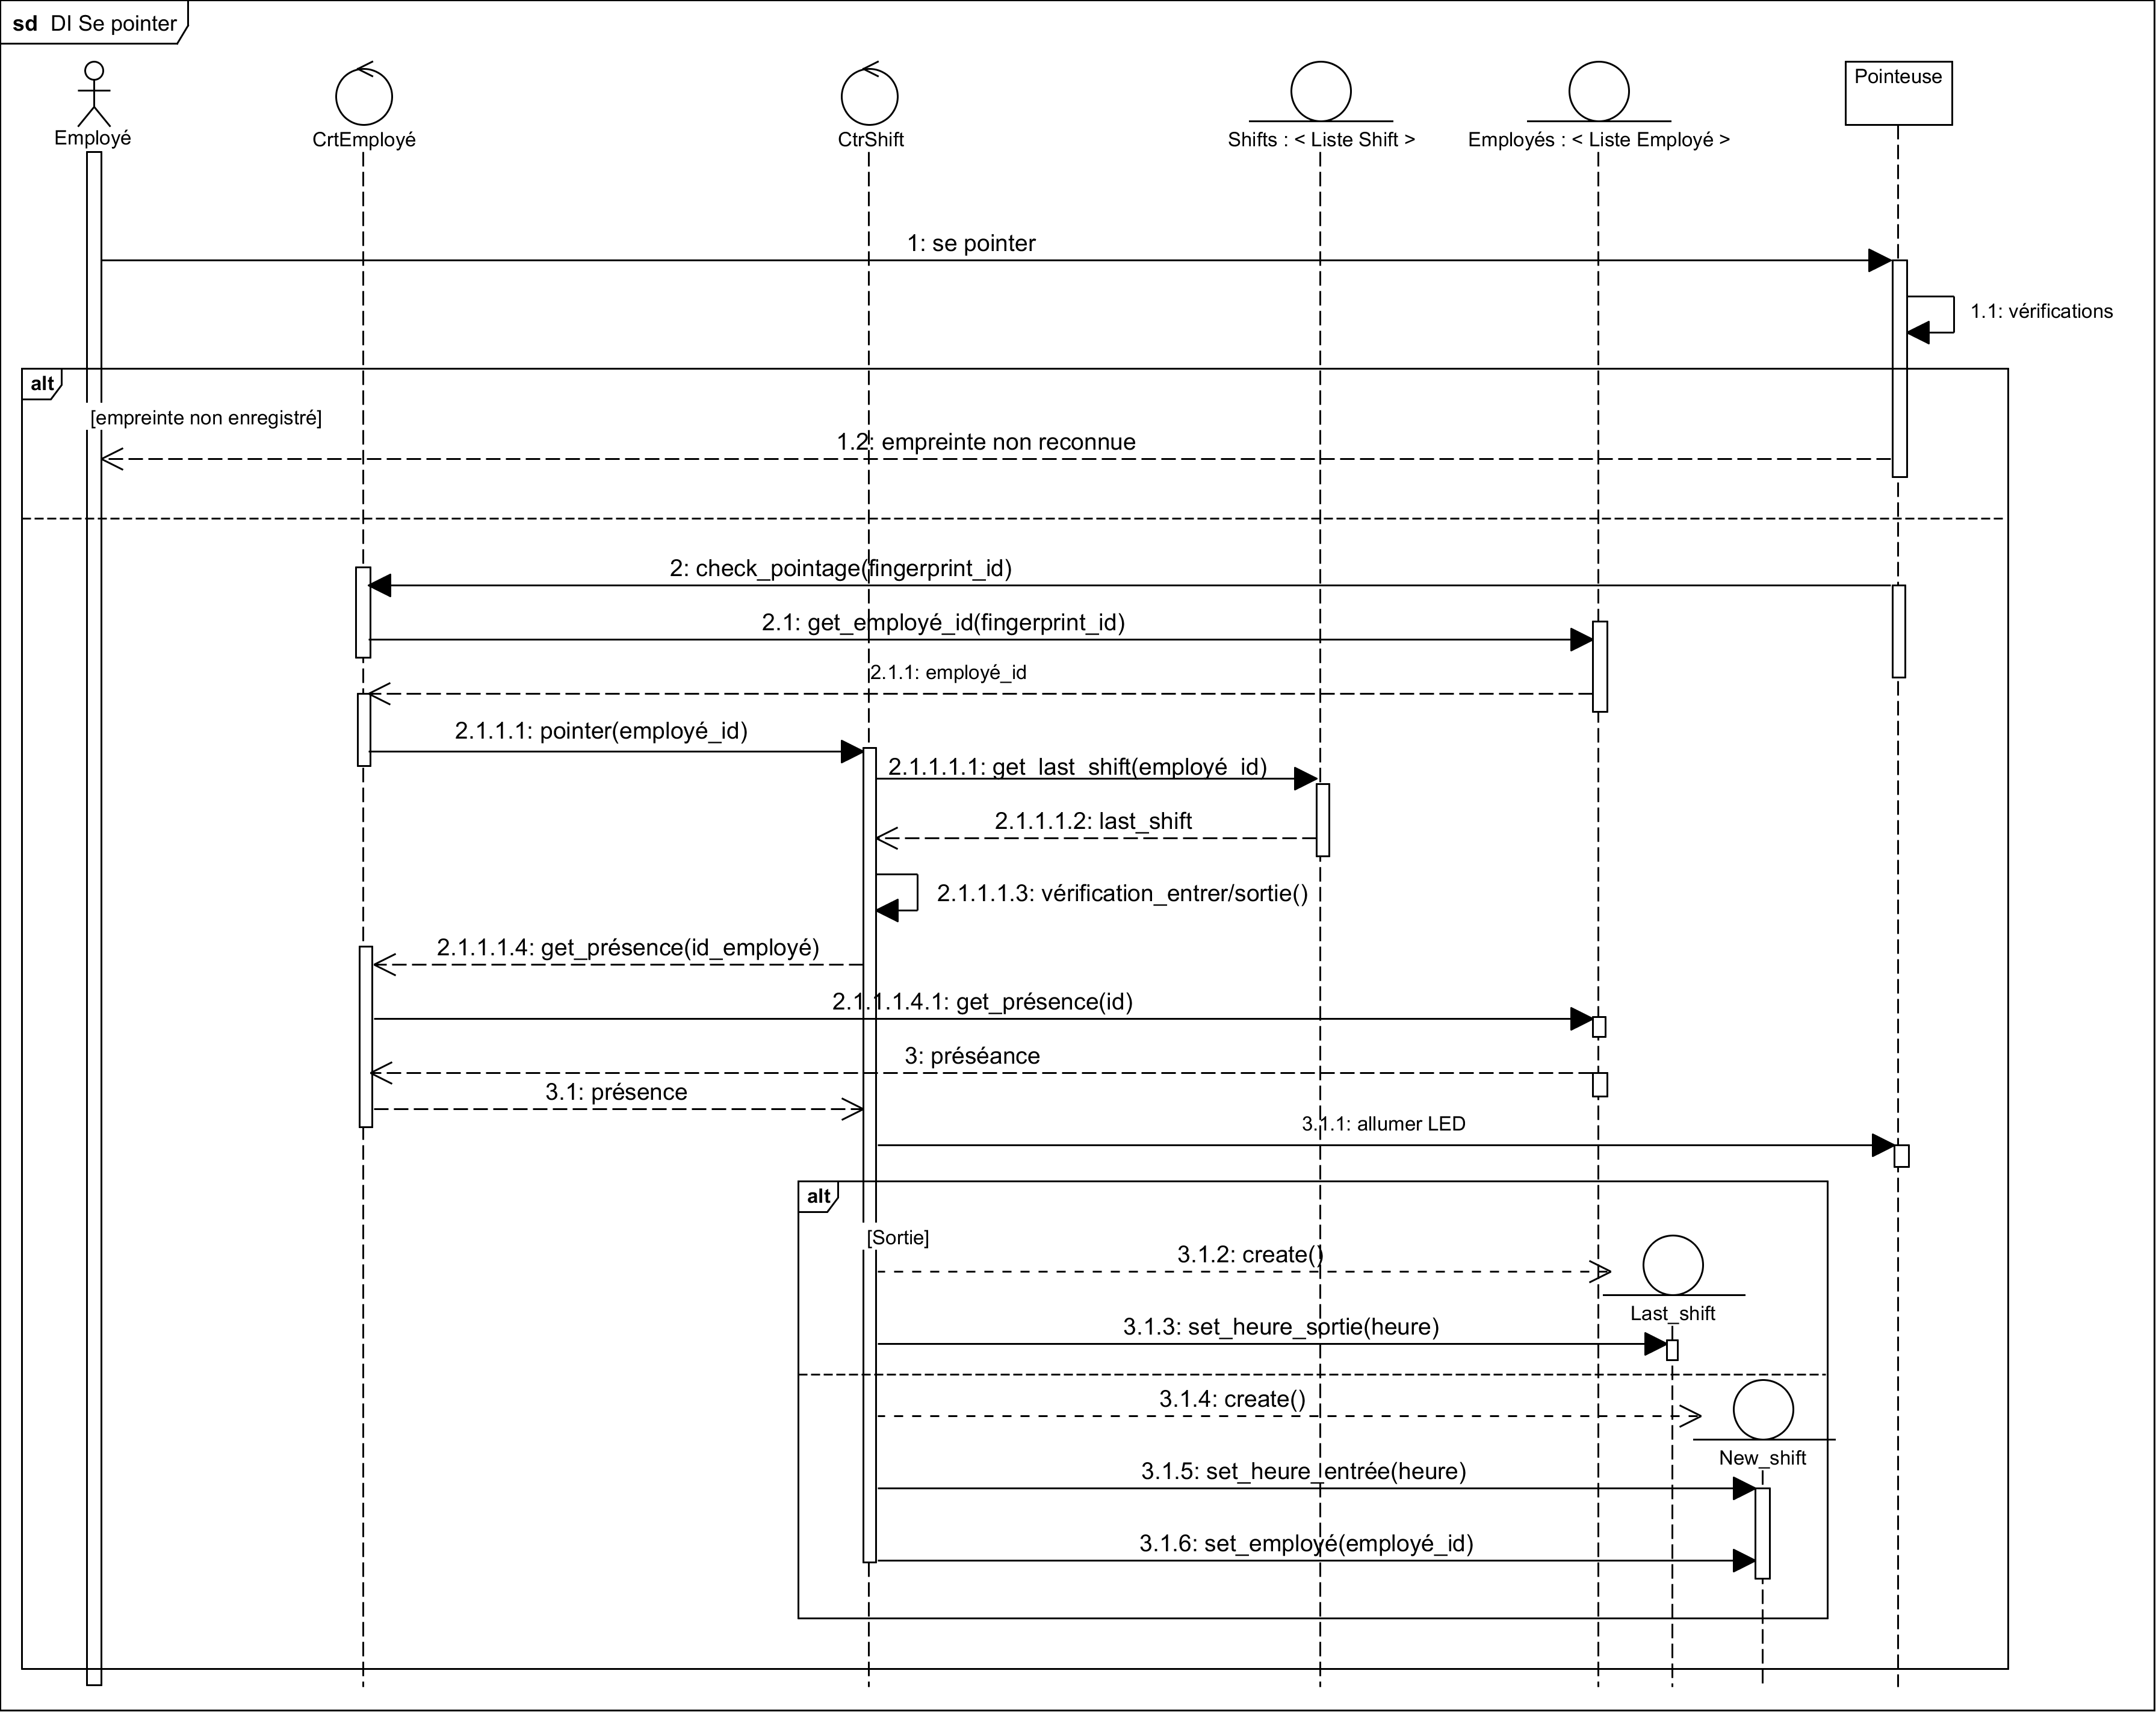 sd DI Se pointer
Employé
CrtEmployé
CtrShift
Shifts : < Liste Shift >
Employés : < Liste Employé >
Pointeuse
1: se pointer
1.1: vérifications
alt
[empreinte non enregistré]
1.2: empreinte non reconnue
2: check_pointage(fingerprint_id)
2.1: get_employé_id(fingerprint_id)
2.1.1: employé_id
2.1.1.1: pointer(employé_id)
2.1.1.1.1: get_last_shift(employé_id)
2.1.1.1.2: last_shift
2.1.1.1.3: vérification_entrer/sortie()
2.1.1.1.4: get_présence(id_employé)
2.1.1.1.4.1: get_présence(id)
3: préséance
3.1: présence
3.1.1: allumer LED
alt
[Sortie]
3.1.2: create()
Last_shift
3.1.3: set_heure_sortie(heure)
3.1.4: create()
New_shift
3.1.5: set_heure_entrée(heure)
3.1.6: set_employé(employé_id)